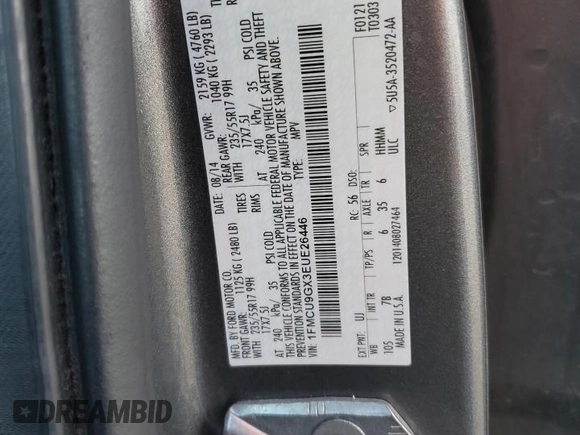 MFD. BY FORD MOTOR CO.
DATE: 08/14
GVWR: 2159 KG ( 4760 LB)
FRONT GAWR: 1125 KG ( 2480 LB)
REAR GAWR: 1040 KG ( 2293 LB)
235/55R17 99H
TIRES
WITH
235/55R17 99H
17X7.5J
RIMS
17X7.5J
AT 240 kPa/ 35 PSI COLD
AT 240 kPa/ 35 PSI COLD
THIS VEHICLE CONFORMS TO ALL APPLICABLE FEDERAL MOTOR VEHICLE SAFETY AND THEFT
PREVENTION STANDARDS IN EFFECT ON THE DATE OF MANUFACTURE SHOWN ABOVE.
VIN: 1FMCU9GX3EUE26446
TYPE: MPV
F0121
T0303
EXT PNT: UJ RC: 56 DSO:
WB INT TR TP/PS R AXLE TR SPR
105 7B 6 35 6 HHMM
ULC
MADE IN U.S.A. 1201408027464
▽5U5A-3520472-AA
DREAMBID